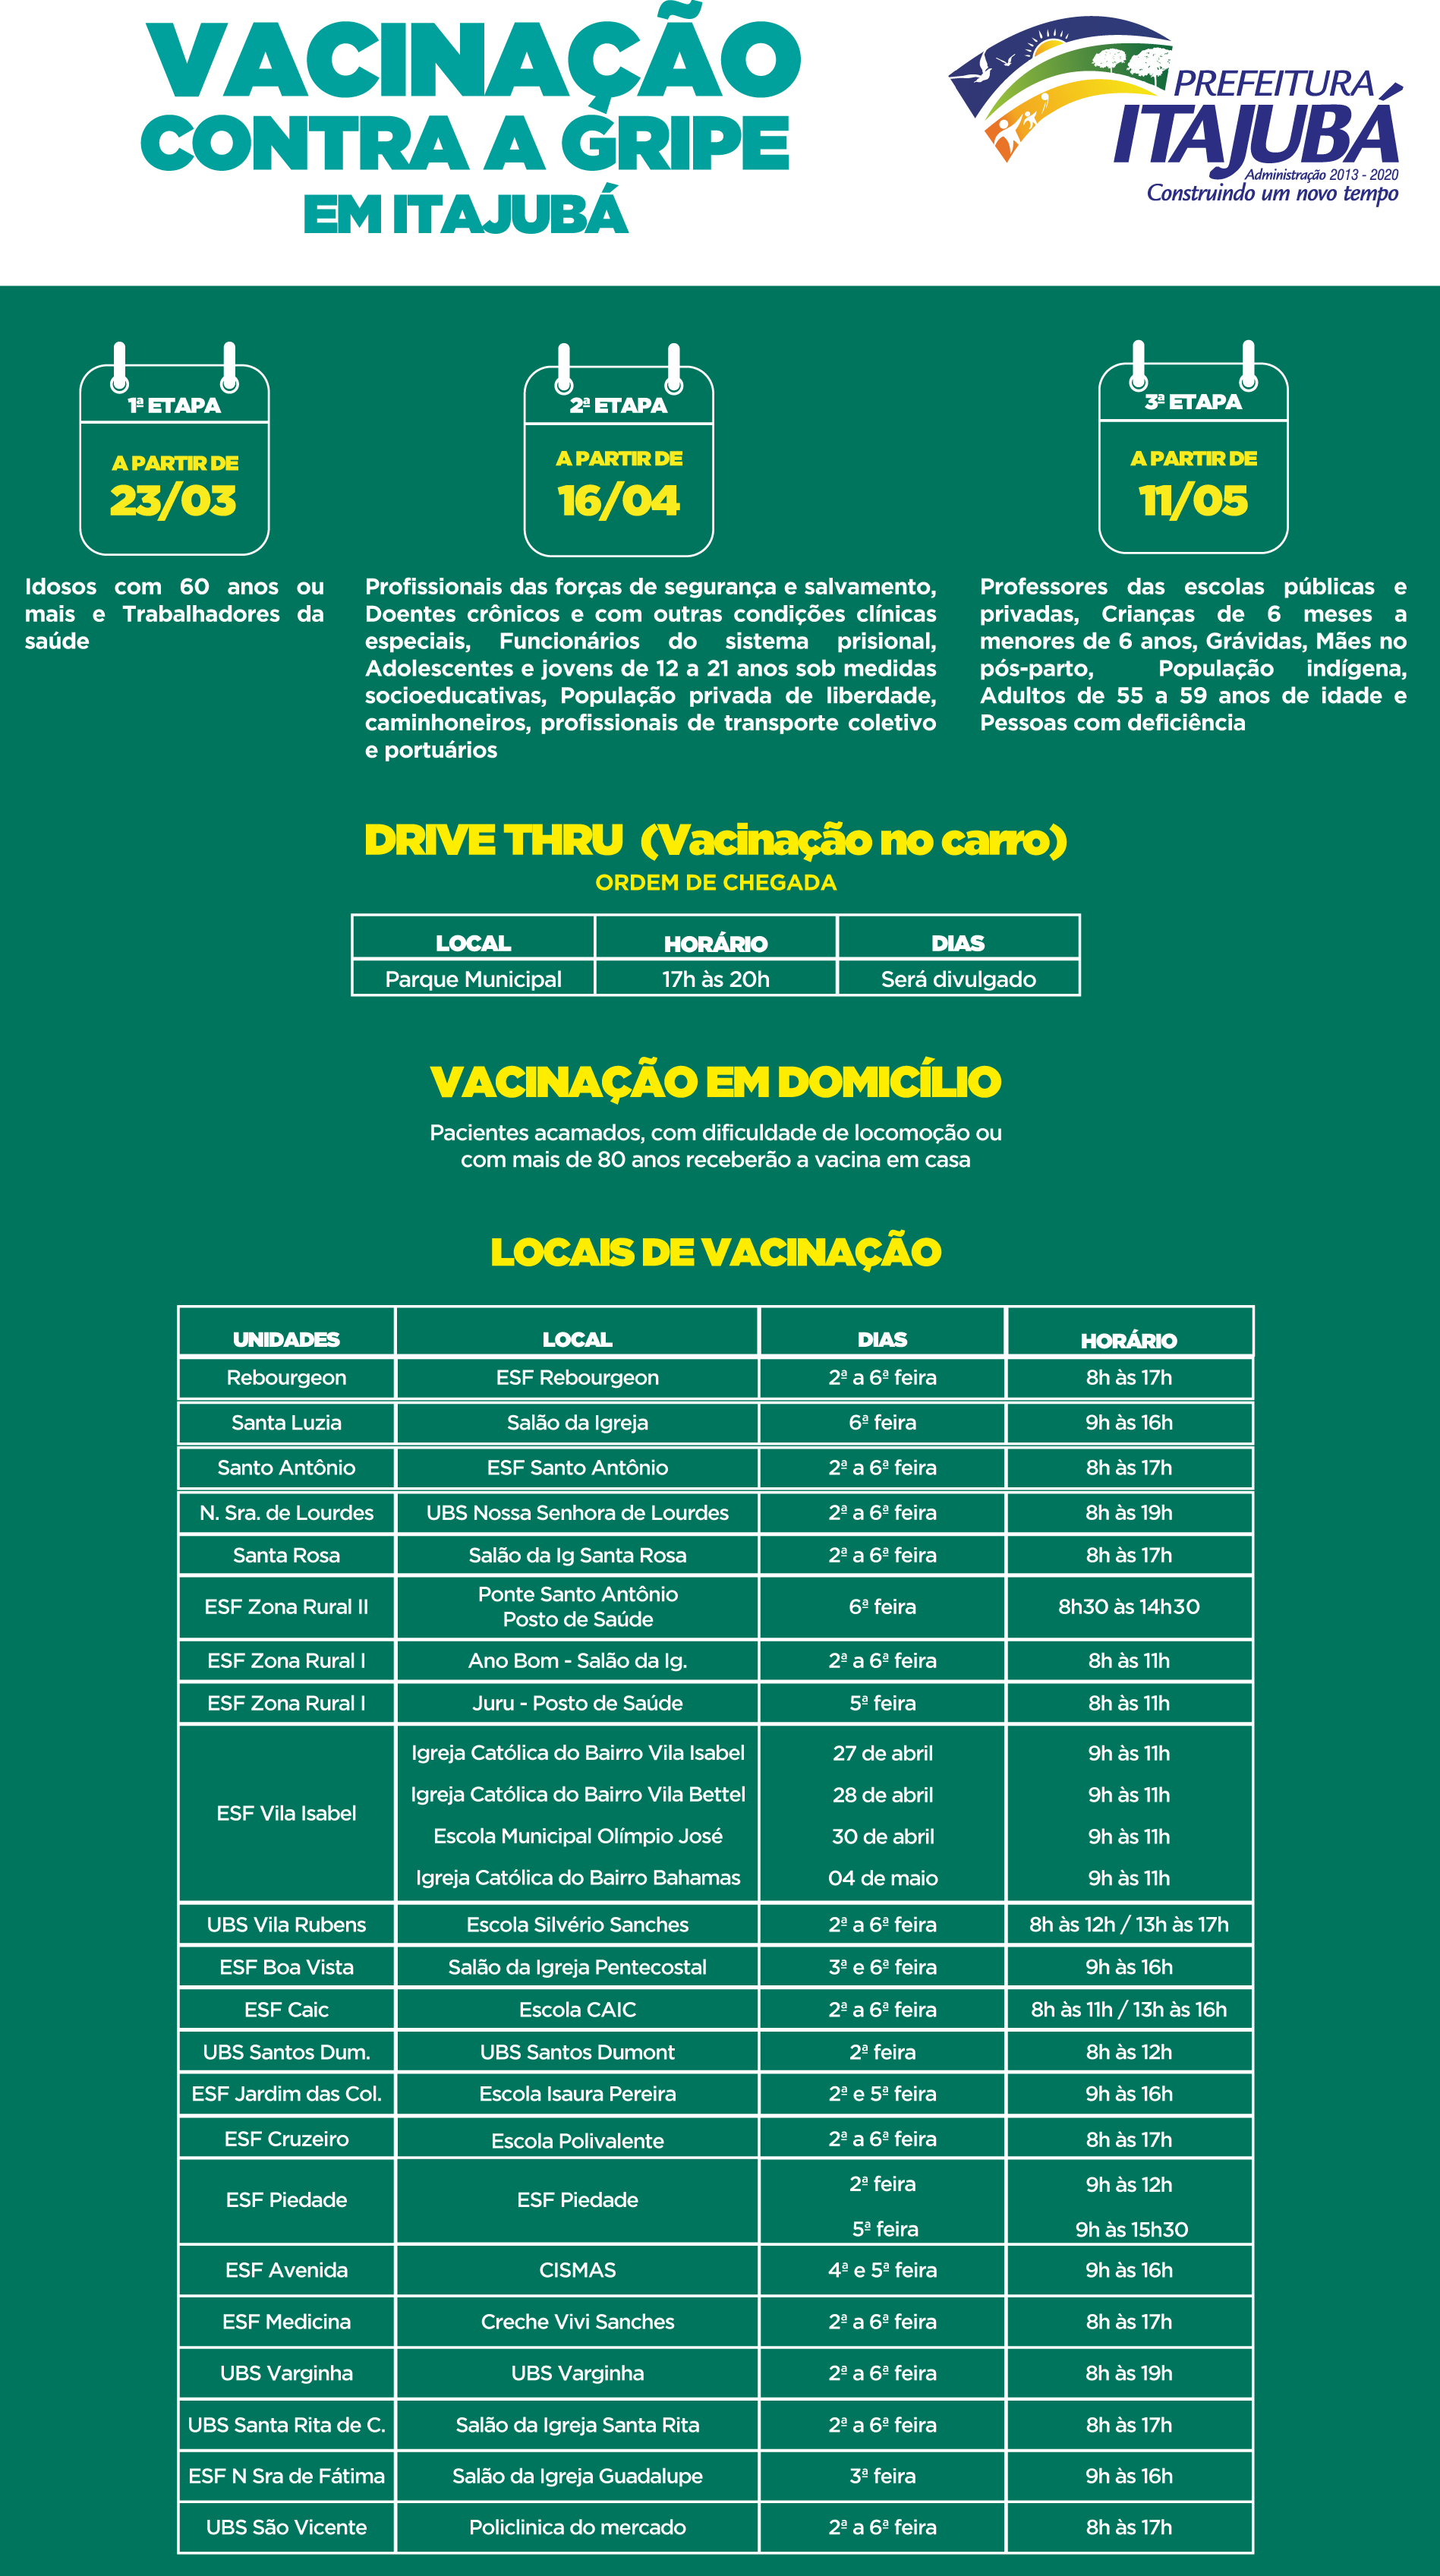 VACINAÇÃO
CONTRA A GRIPE
EM ITAJUBÁ
PREFEITURA
ITAJUBÁ
Administração 2013 - 2020
Construindo um novo tempo
1ª ETAPA
A PARTIR DE
23/03
Idosos com 60 anos ou
mais e Trabalhadores da
saúde
2ª ETAPA
A PARTIR DE
16/04
Profissionais das forças de segurança e salvamento,
Doentes crônicos e com outras condições clínicas
especiais, Funcionários do sistema prisional,
Adolescentes e jovens de 12 a 21 anos sob medidas
socioeducativas, População privada de liberdade,
caminhoneiros, profissionais de transporte coletivo
e portuários
3ª ETAPA
A PARTIR DE
11/05
Professores das escolas públicas e
privadas, Crianças de 6 meses a
menores de 6 anos, Grávidas, Mães no
pós-parto, População indígena,
Adultos de 55 a 59 anos de idade e
Pessoas com deficiência
DRIVE THRU (Vacinação no carro)
ORDEM DE CHEGADA
LOCAL HORÁRIO DIAS
Parque Municipal 17h às 20h Será divulgado
VACINAÇÃO EM DOMICÍLIO
Pacientes acamados, com dificuldade de locomoção ou
com mais de 80 anos receberão a vacina em casa
LOCAIS DE VACINAÇÃO
UNIDADES LOCAL DIAS HORÁRIO
Rebourgeon ESF Rebourgeon 2ª a 6ª feira 8h às 17h
Santa Luzia Salão da Igreja 6ª feira 9h às 16h
Santo Antônio ESF Santo Antônio 2ª a 6ª feira 8h às 17h
N. Sra. de Lourdes UBS Nossa Senhora de Lourdes 2ª a 6ª feira 8h às 19h
Santa Rosa Salão da Ig Santa Rosa 2ª a 6ª feira 8h às 17h
ESF Zona Rural II Ponte Santo Antônio
Posto de Saúde 6ª feira 8h30 às 14h30
ESF Zona Rural I Ano Bom - Salão da Ig. 2ª a 6ª feira 8h às 11h
ESF Zona Rural I Juru - Posto de Saúde 5ª feira 8h às 11h
ESF Vila Isabel
Igreja Católica do Bairro Vila Isabel 27 de abril 9h às 11h
Igreja Católica do Bairro Vila Bettel 28 de abril 9h às 11h
Escola Municipal Olímpio José 30 de abril 9h às 11h
Igreja Católica do Bairro Bahamas 04 de maio 9h às 11h
UBS Vila Rubens Escola Silvério Sanches 2ª a 6ª feira 8h às 12h / 13h às 17h
ESF Boa Vista Salão da Igreja Pentecostal 3ª e 6ª feira 9h às 16h
ESF Caic Escola CAIC 2ª a 6ª feira 8h às 11h / 13h às 16h
UBS Santos Dum. UBS Santos Dumont 2ª feira 8h às 12h
ESF Jardim das Col. Escola Isaura Pereira 2ª e 5ª feira 9h às 16h
ESF Cruzeiro Escola Polivalente 2ª a 6ª feira 8h às 17h
ESF Piedade ESF Piedade 2ª feira 9h às 12h
5ª feira 9h às 15h30
ESF Avenida CISMAS 4ª e 5ª feira 9h às 16h
ESF Medicina Creche Vivi Sanches 2ª a 6ª feira 8h às 17h
UBS Varginha UBS Varginha 2ª a 6ª feira 8h às 19h
UBS Santa Rita de C. Salão da Igreja Santa Rita 2ª a 6ª feira 8h às 17h
ESF N Sra de Fátima Salão da Igreja Guadalupe 3ª feira 9h às 16h
UBS São Vicente Policlinica do mercado 2ª a 6ª feira 8h às 17h